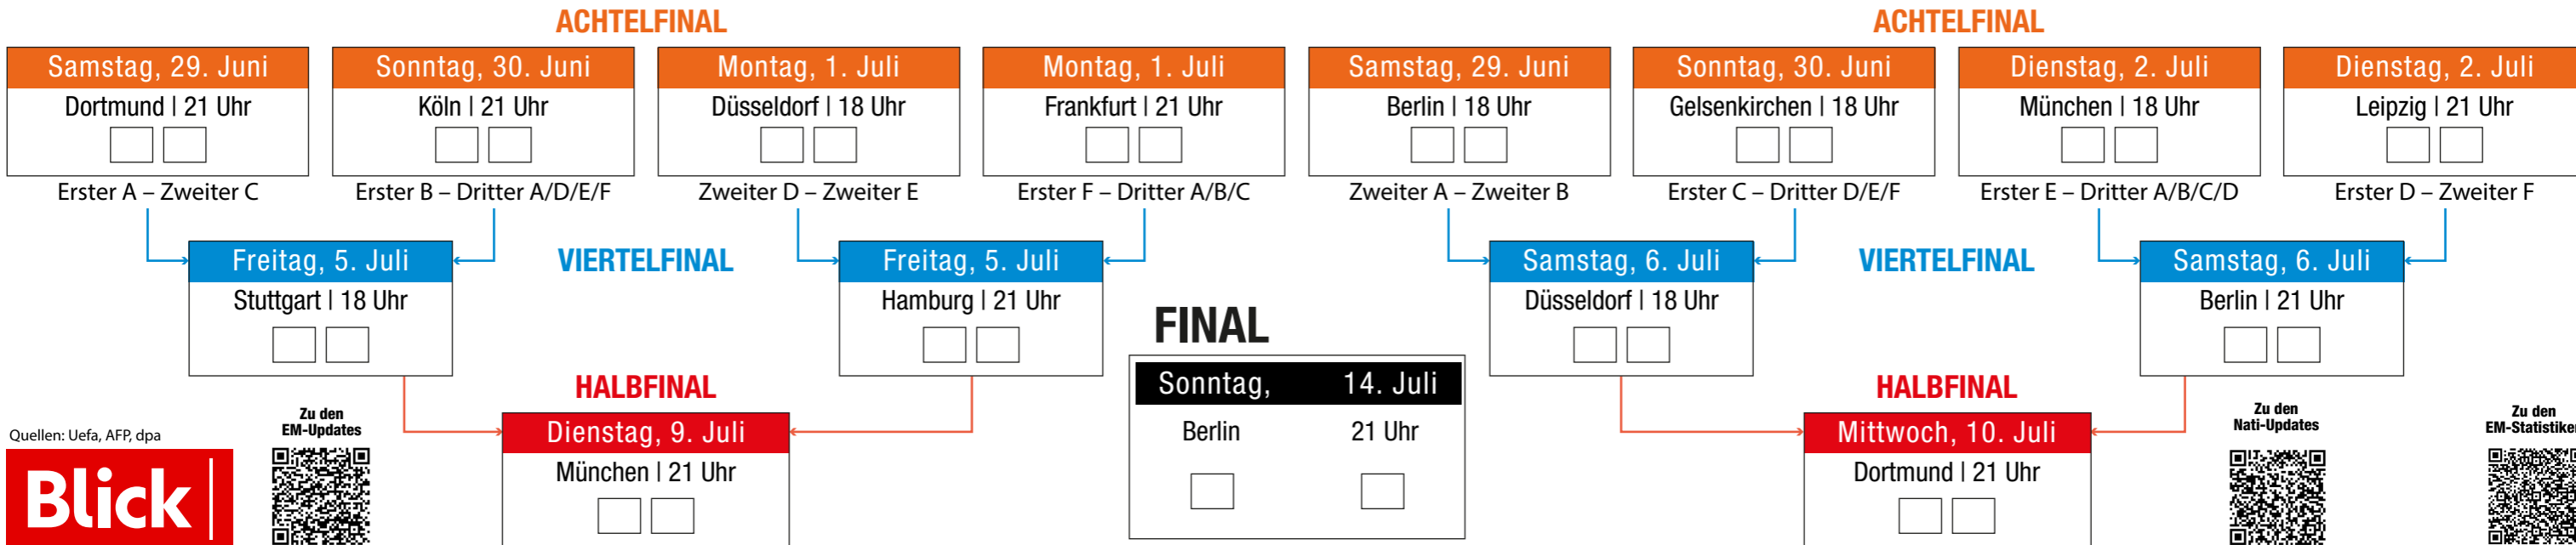 ACHTELFINAL
ACHTELFINAL
Samstag, 29. Juni
Dortmund | 21 Uhr
Erster A – Zweiter C
Sonntag, 30. Juni
Köln | 21 Uhr
Erster B – Dritter A/D/E/F
Montag, 1. Juli
Düsseldorf | 18 Uhr
Zweiter D – Zweiter E
Montag, 1. Juli
Frankfurt | 21 Uhr
Erster F – Dritter A/B/C
Samstag, 29. Juni
Berlin | 18 Uhr
Zweiter A – Zweiter B
Sonntag, 30. Juni
Gelsenkirchen | 18 Uhr
Erster C – Dritter D/E/F
Dienstag, 2. Juli
München | 18 Uhr
Erster E – Dritter A/B/C/D
Dienstag, 2. Juli
Leipzig | 21 Uhr
Erster D – Zweiter F
Freitag, 5. Juli
Stuttgart | 18 Uhr
VIERTELFINAL
Freitag, 5. Juli
Hamburg | 21 Uhr
Samstag, 6. Juli
Düsseldorf | 18 Uhr
VIERTELFINAL
Samstag, 6. Juli
Berlin | 21 Uhr
FINAL
Sonntag, 14. Juli
Berlin 21 Uhr
HALBFINAL
Dienstag, 9. Juli
München | 21 Uhr
HALBFINAL
Mittwoch, 10. Juli
Dortmund | 21 Uhr
Quellen: Uefa, AFP, dpa
Blick
Zu den
EM-Updates
Zu den
Nati-Updates
Zu den
EM-Statistiken